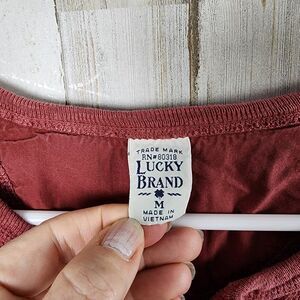 TRADE MARK
RN#80318
LUCKY
BRAND
M
MADE IN
VIETNAM